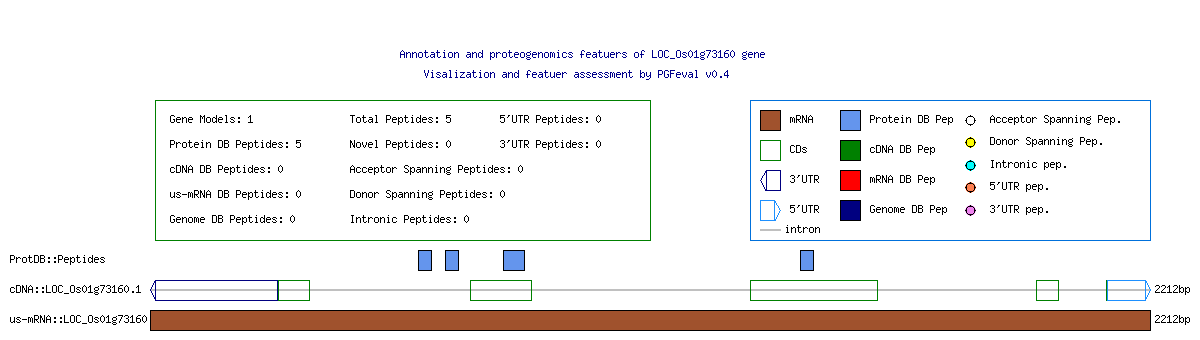 Annotation and proteogenomics featuers of LOC_Os01g73160 gene
Visalization and featuer assessment by PGFeval v0.4
Gene Models: 1
Total Peptides: 5
5'UTR Peptides: 0
Protein DB Peptides: 5
Novel Peptides: 0
3'UTR Peptides: 0
cDNA DB Peptides: 0
Acceptor Spanning Peptides: 0
us-mRNA DB Peptides: 0
Donor Spanning Peptides: 0
Genome DB Peptides: 0
Intronic Peptides: 0
mRNA
Protein DB Pep
Acceptor Spanning Pep.
CDs
cDNA DB Pep
Donor Spanning Pep.
3'UTR
mRNA DB Pep
Intronic pep.
5'UTR
Genome DB Pep
5'UTR pep.
3'UTR pep.
intron
ProtDB::Peptides
cDNA::LOC_Os01g73160.1
2212bp
us-mRNA::LOC_Os01g73160
2212bp